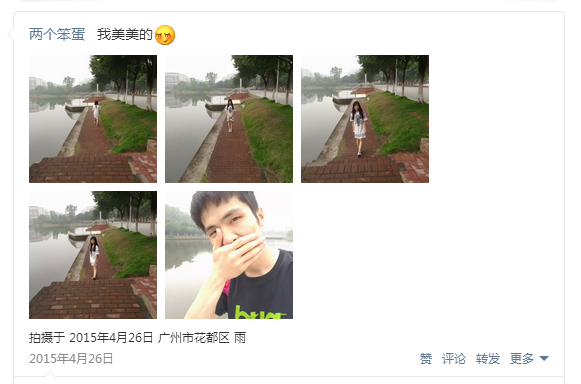 两个笨蛋 我美美的
拍摄于 2015年4月26日 广州市花都区 雨
2015年4月26日
赞 评论 转发 更多